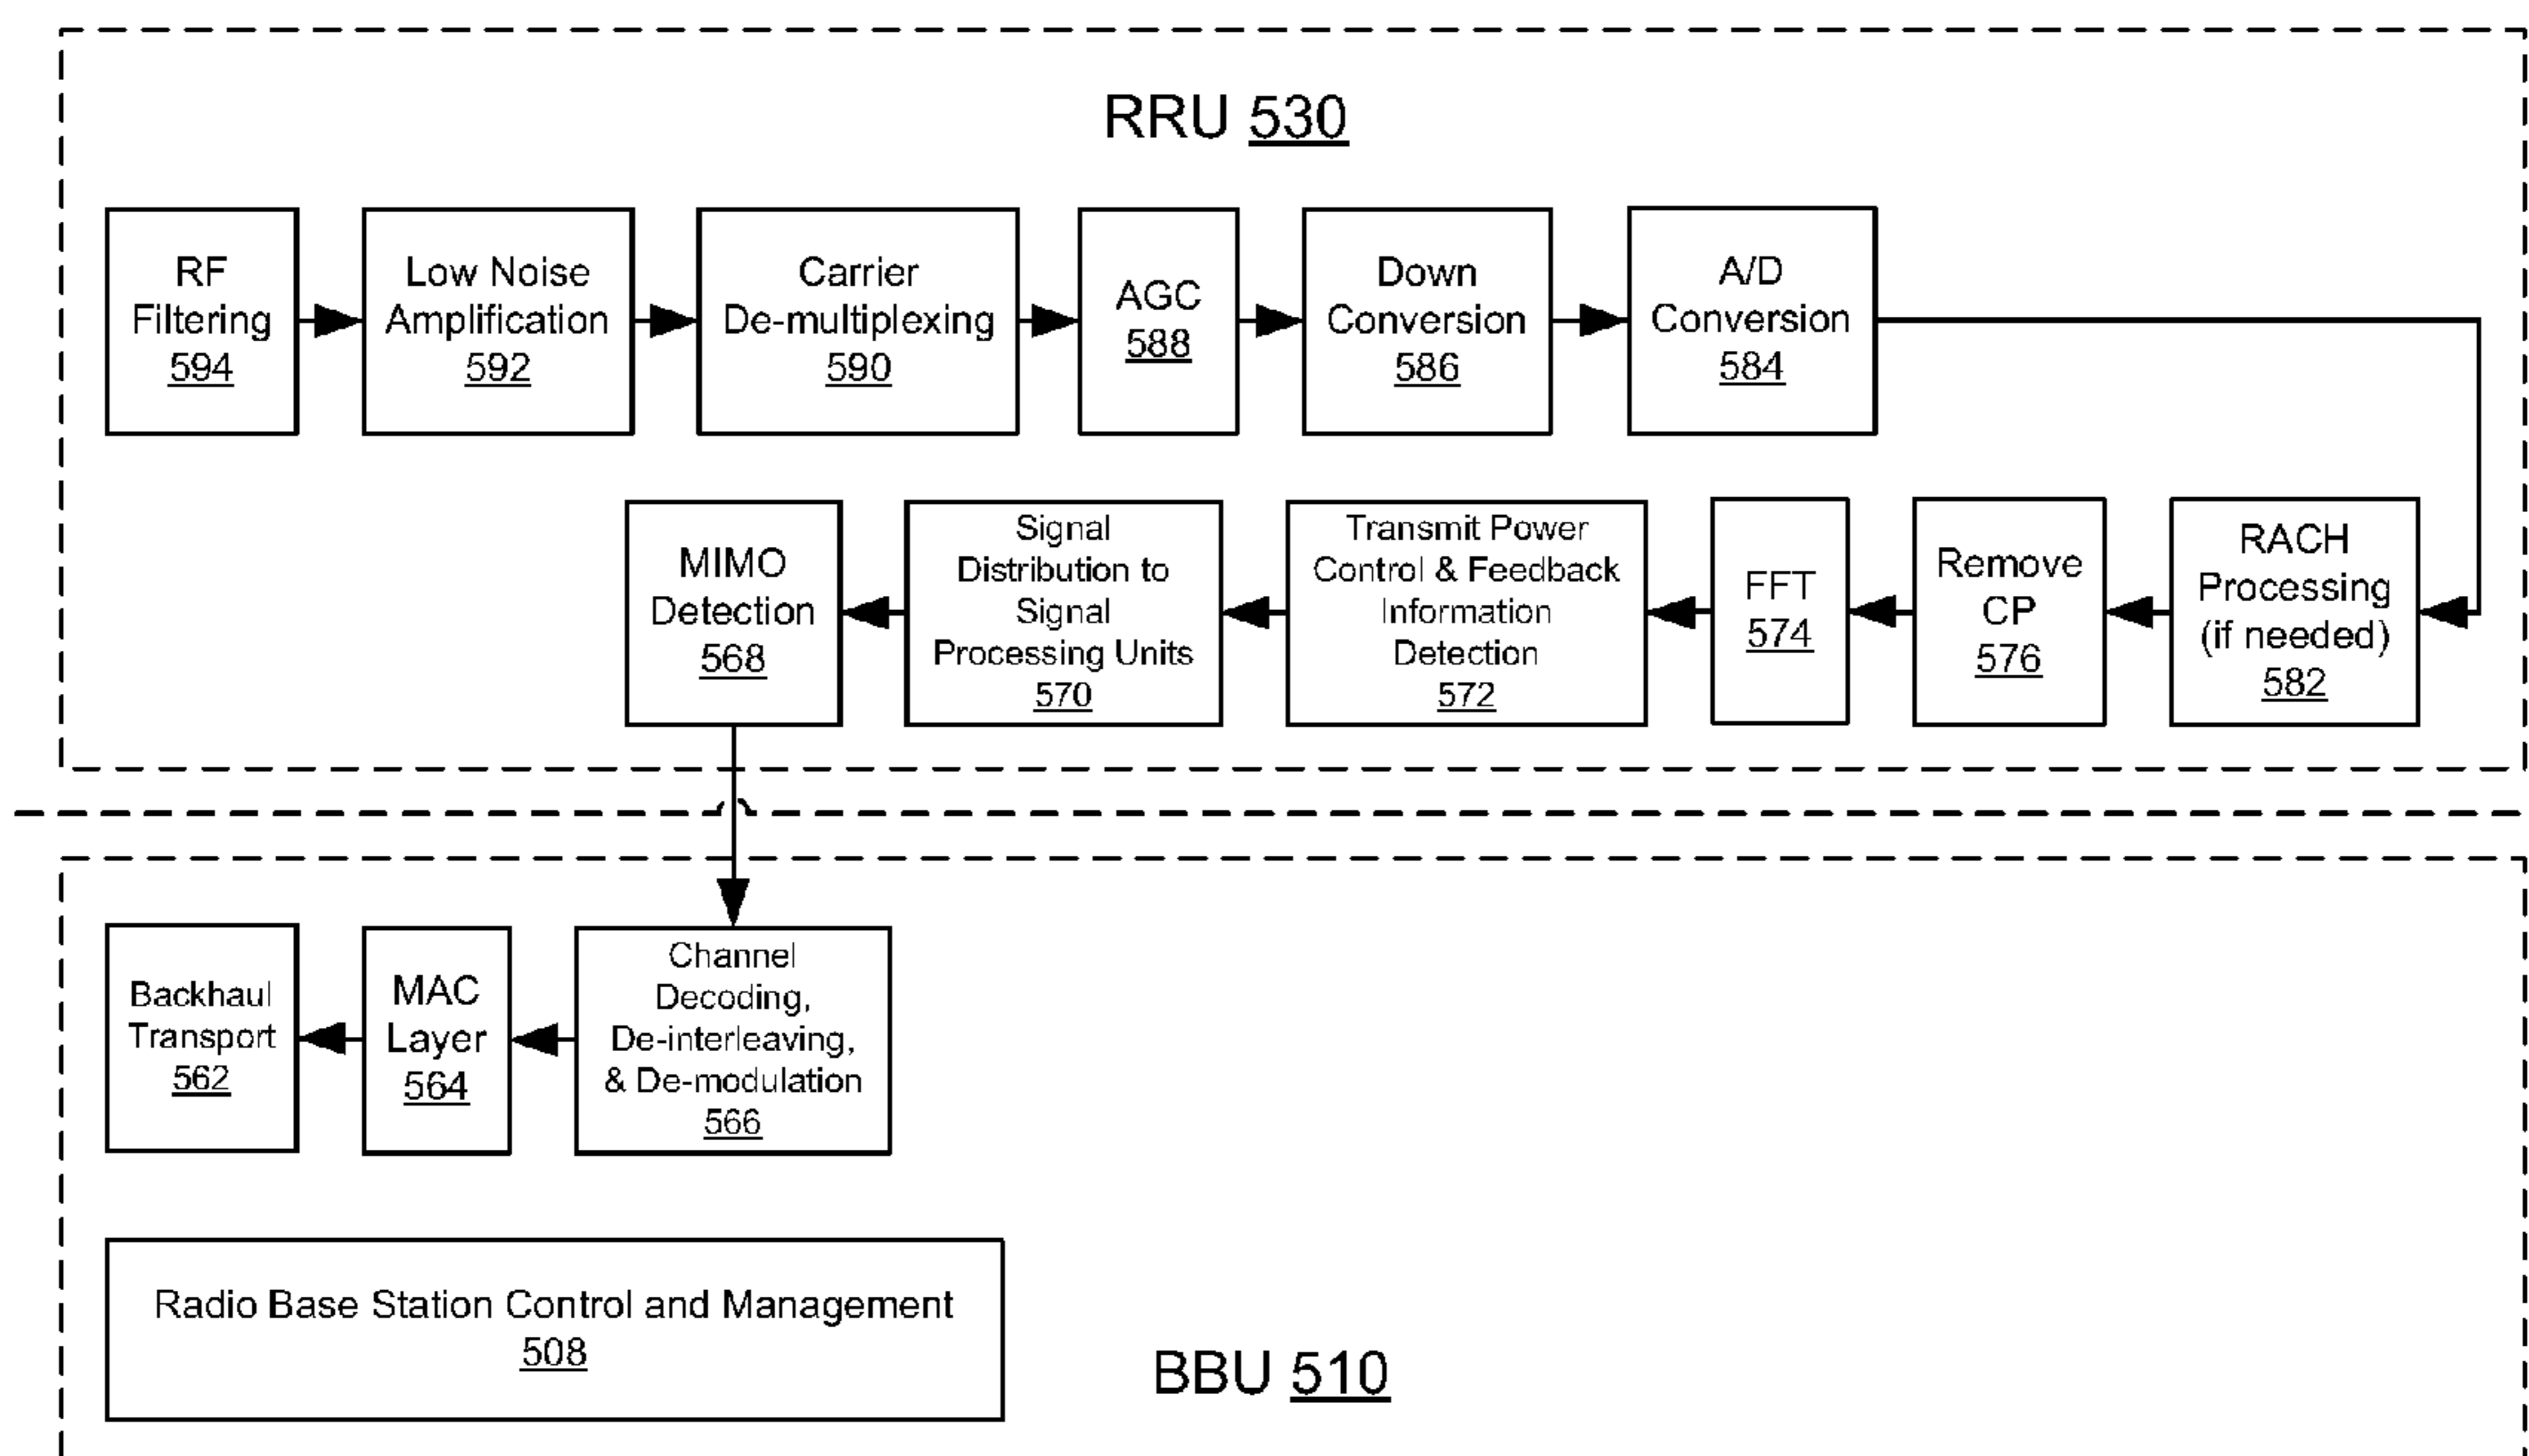 RRU 530
RF
Filtering
594
Low Noise
Amplification
592
Carrier
De-multiplexing
590
AGC
588
Down
Conversion
586
A/D
Conversion
584
MIMO
Detection
568
Signal
Distribution to
Signal
Processing Units
570
Transmit Power
Control & Feedback
Information
Detection
572
FFT
574
Remove
CP
576
RACH
Processing
(if needed)
582
Backhaul
Transport
562
MAC
Layer
564
Channel
Decoding,
De-interleaving,
& De-modulation
566
Radio Base Station Control and Management
508
BBU 510